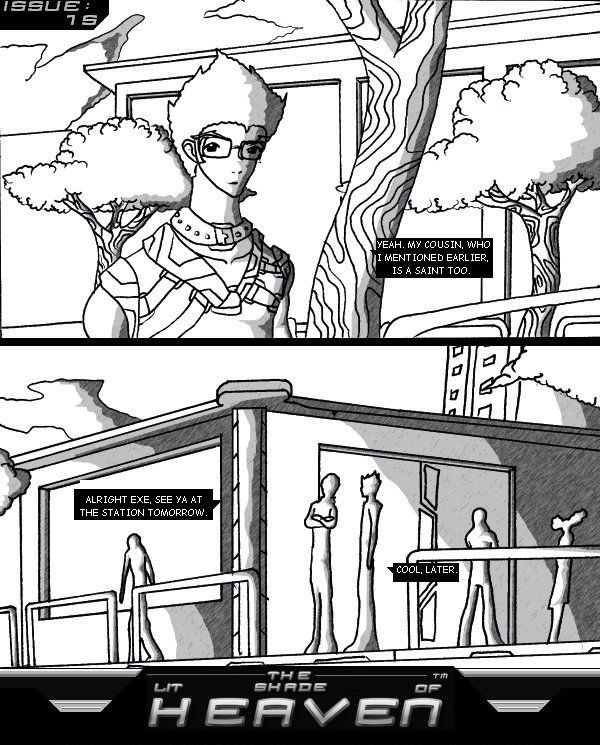 ISSUE:
15
YEAH. MY COUSIN, WHO
I MENTIONED EARLIER,
IS A SAINT TOO.
ALRIGHT EXE, SEE YA AT
THE STATION TOMORROW.
COOL, LATER.
THE ™
LIT SHADE OF
HEAVEN